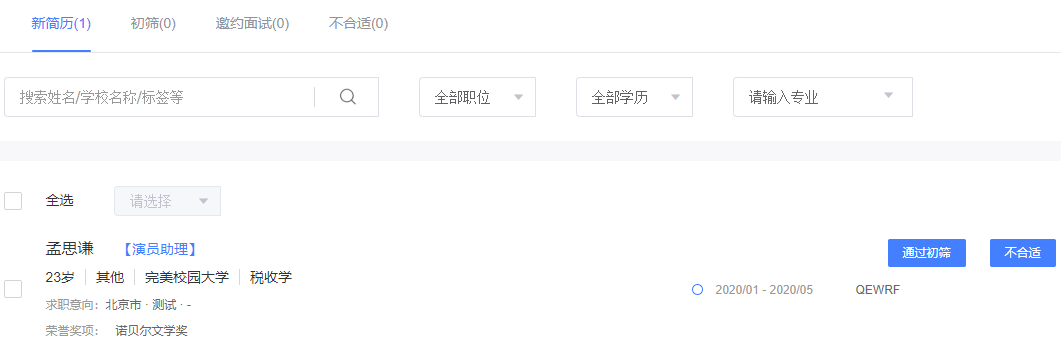 新简历(1) 初筛(0) 邀约面试(0) 不合适(0)
搜索姓名/学校名称/标签等 全部职位 全部学历 请输入专业
全选 请选择
孟思谦 【演员助理】 通过初筛 不合适
23岁 其他 完美校园大学 税收学
2020/01 - 2020/05 QEWRF
求职意向: 北京市 · 测试 · -
荣誉奖项: 诺贝尔文学奖